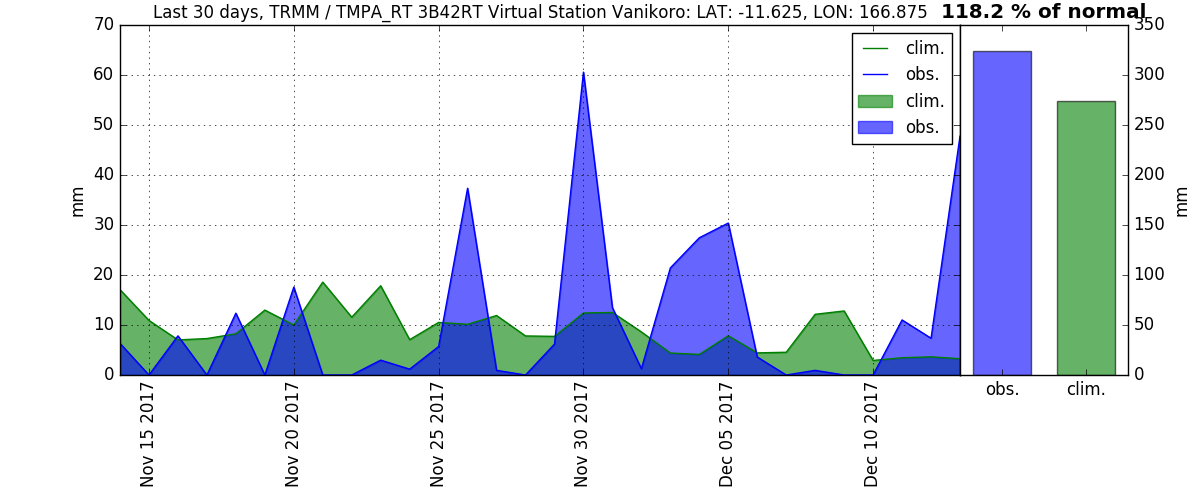 Last 30 days, TRMM / TMPA_RT 3B42RT Virtual Station Vanikoro: LAT: -11.625, LON: 166.875 118.2 % of normal
70
60
50
40
30
20
10
0
mm
clim.
obs.
clim.
obs.
350
300
250
200
150
100
50
0
mm
Nov 15 2017
Nov 20 2017
Nov 25 2017
Nov 30 2017
Dec 05 2017
Dec 10 2017
obs. clim.